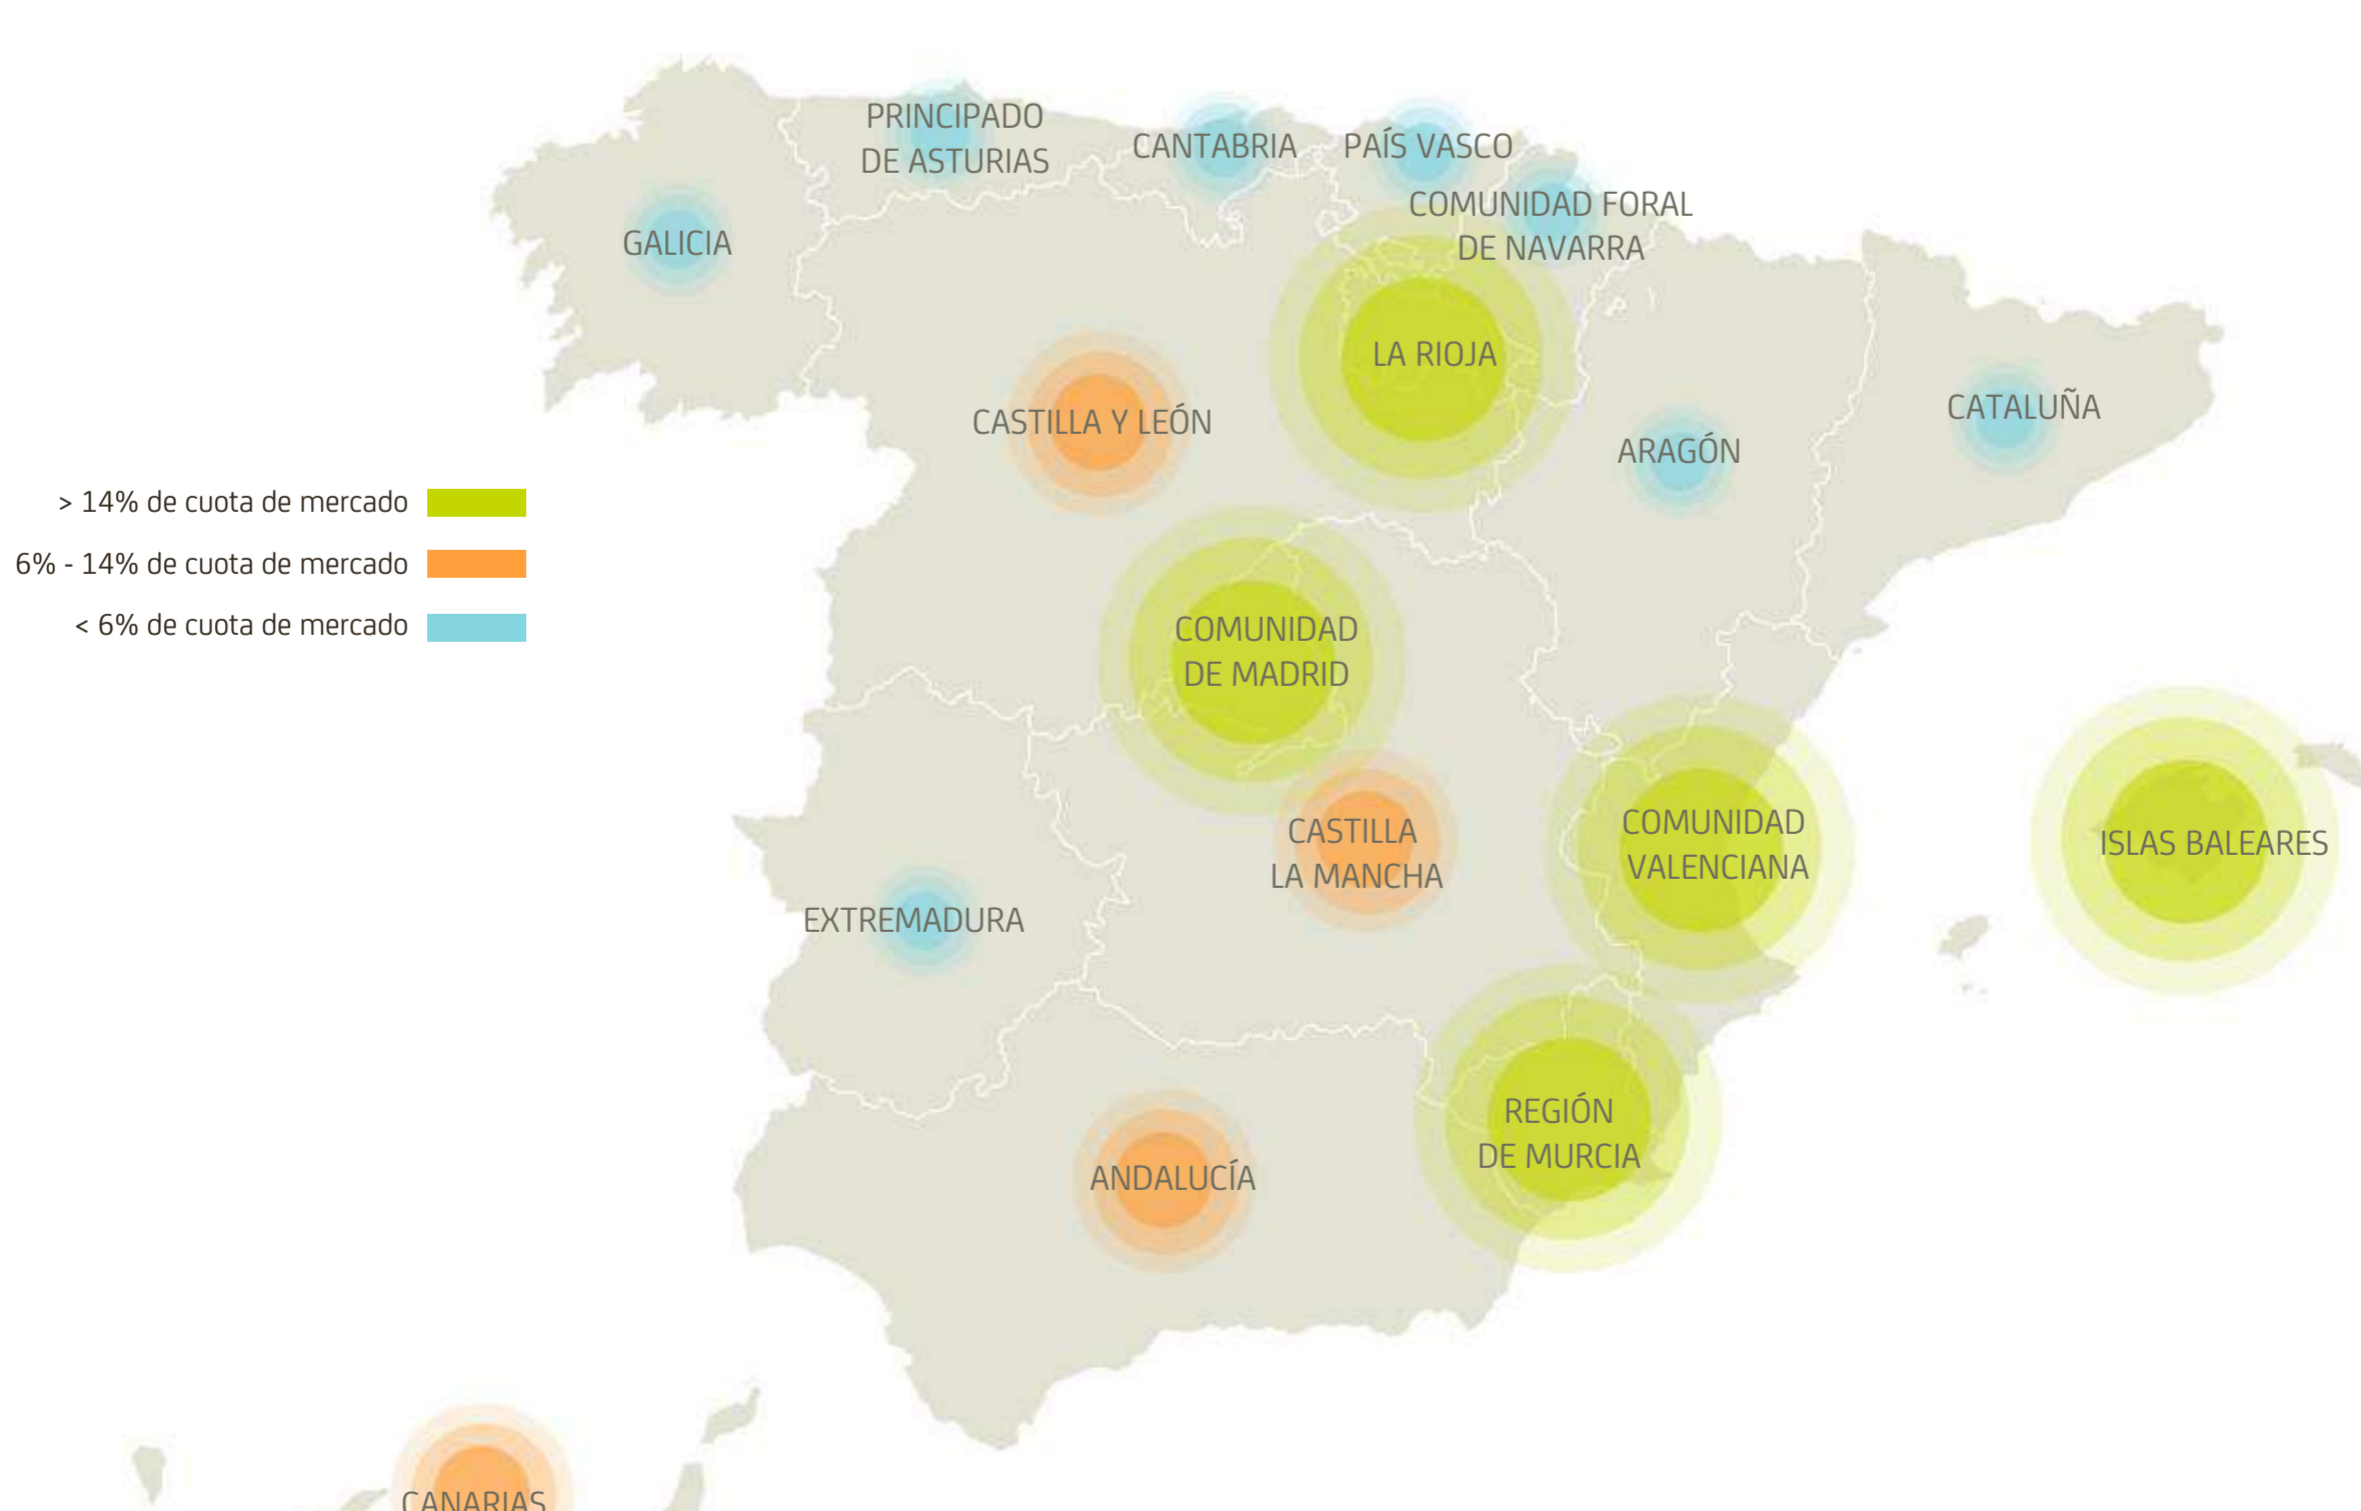 PRINCIPADO
DE ASTURIAS
CANTABRIA
PAÍS VASCO
COMUNIDAD FORAL
DE NAVARRA
GALICIA
LA RIOJA
CASTILLA Y LEÓN
CATALUÑA
ARAGÓN
> 14% de cuota de mercado
6% - 14% de cuota de mercado
< 6% de cuota de mercado
COMUNIDAD
DE MADRID
CASTILLA
LA MANCHA
COMUNIDAD
VALENCIANA
ISLAS BALEARES
EXTREMADURA
REGIÓN
DE MURCIA
ANDALUCÍA
CANARIAS